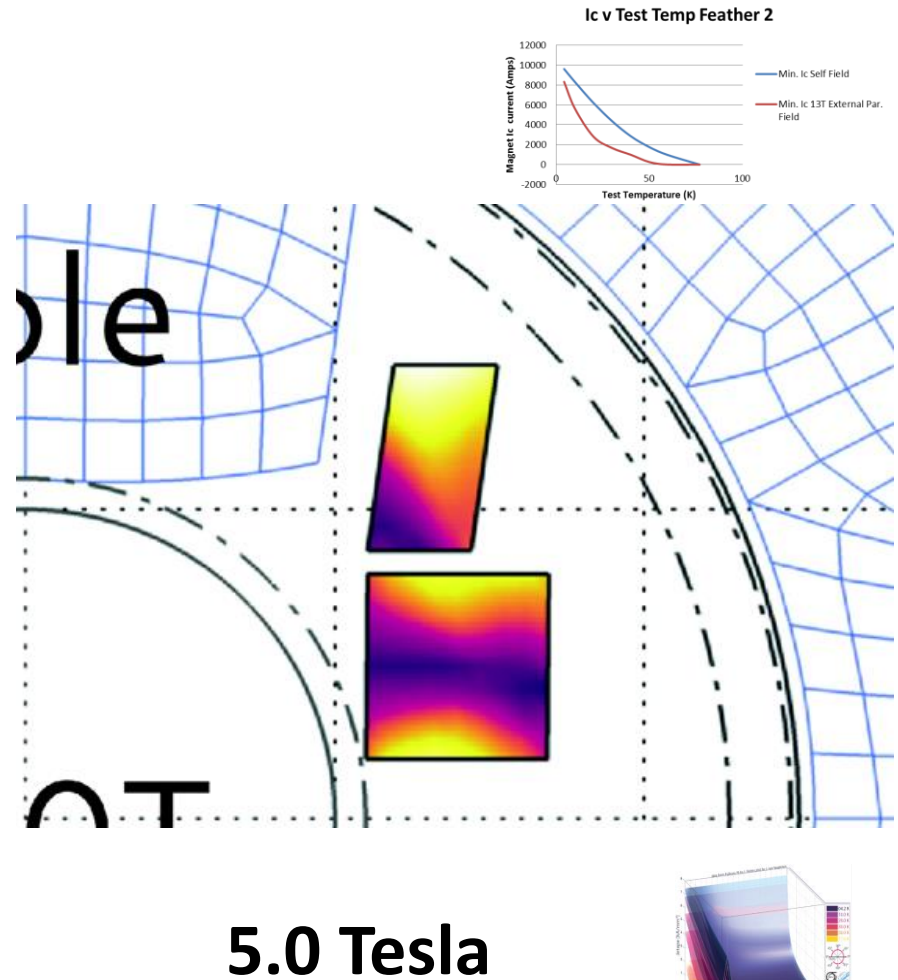 Ic v Test Temp Feather 2
12000
10000
8000
6000
4000
2000
0
-2000
0
50
100
Magnet Ic current (Amps)
Test Temperature (K)
Min. Ic Self Field
Min. Ic 13T External Par.
Field
ole
5.0 Tesla